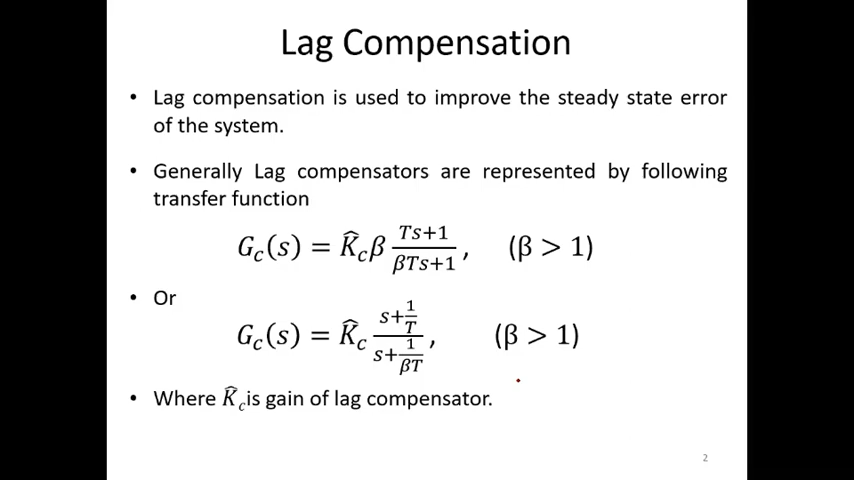 Lag Compensation
• Lag compensation is used to improve the steady state error
of the system.
• Generally Lag compensators are represented by following
transfer function
G_c(s) = K̂_c β (Ts+1)/(βTs+1) , (β > 1)
• Or
G_c(s) = K̂_c (s+1/T)/(s+1/(βT)) , (β > 1)
• Where K̂_c is gain of lag compensator.
2